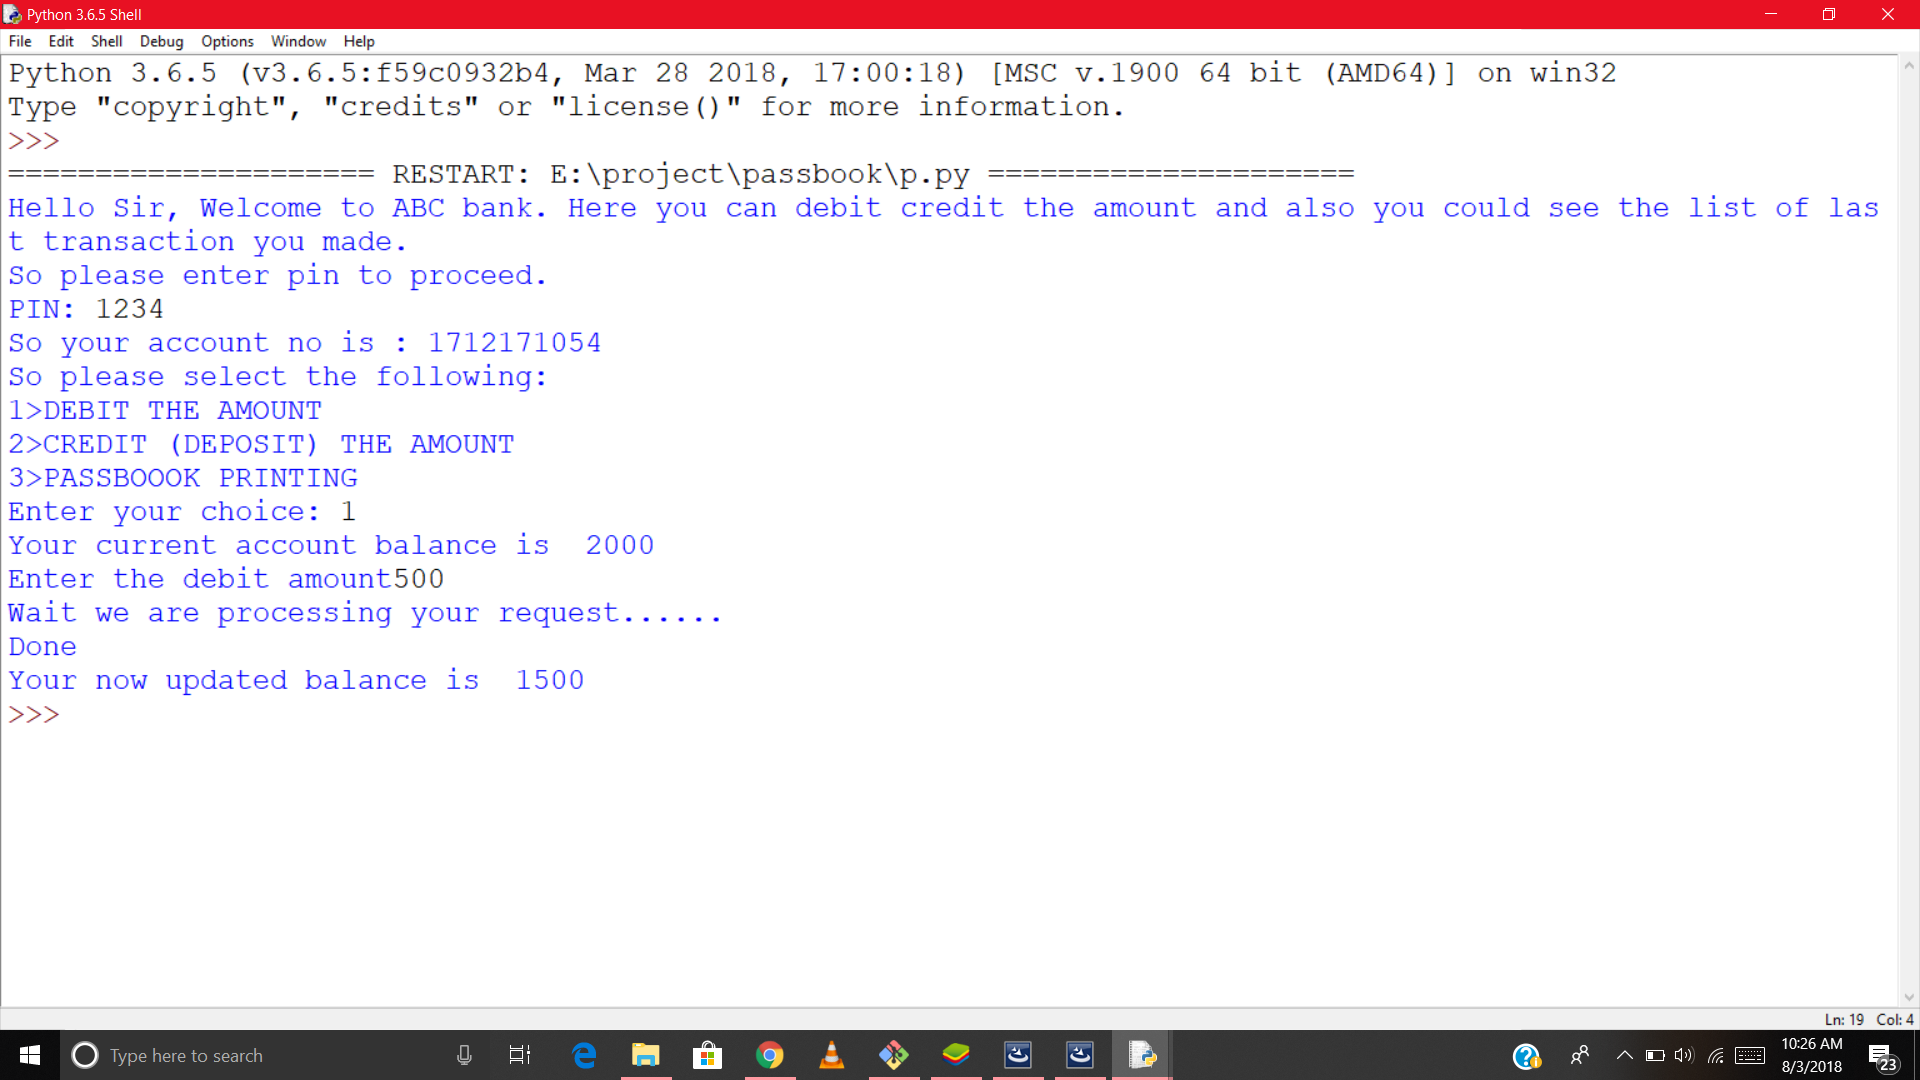 Python 3.6.5 Shell
File Edit Shell Debug Options Window Help
Python 3.6.5 (v3.6.5:f59c0932b4, Mar 28 2018, 17:00:18) [MSC v.1900 64 bit (AMD64)] on win32
Type "copyright", "credits" or "license()" for more information.
>>>
===================== RESTART: E:\project\passbook\p.py =====================
Hello Sir, Welcome to ABC bank. Here you can debit credit the amount and also you could see the list of las
t transaction you made.
So please enter pin to proceed.
PIN: 1234
So your account no is : 1712171054
So please select the following:
1>DEBIT THE AMOUNT
2>CREDIT (DEPOSIT) THE AMOUNT
3>PASSBOOOK PRINTING
Enter your choice: 1
Your current account balance is  2000
Enter the debit amount500
Wait we are processing your request......
Done
Your now updated balance is  1500
>>>
Ln: 19 Col: 4
Type here to search
10:26 AM
8/3/2018
23